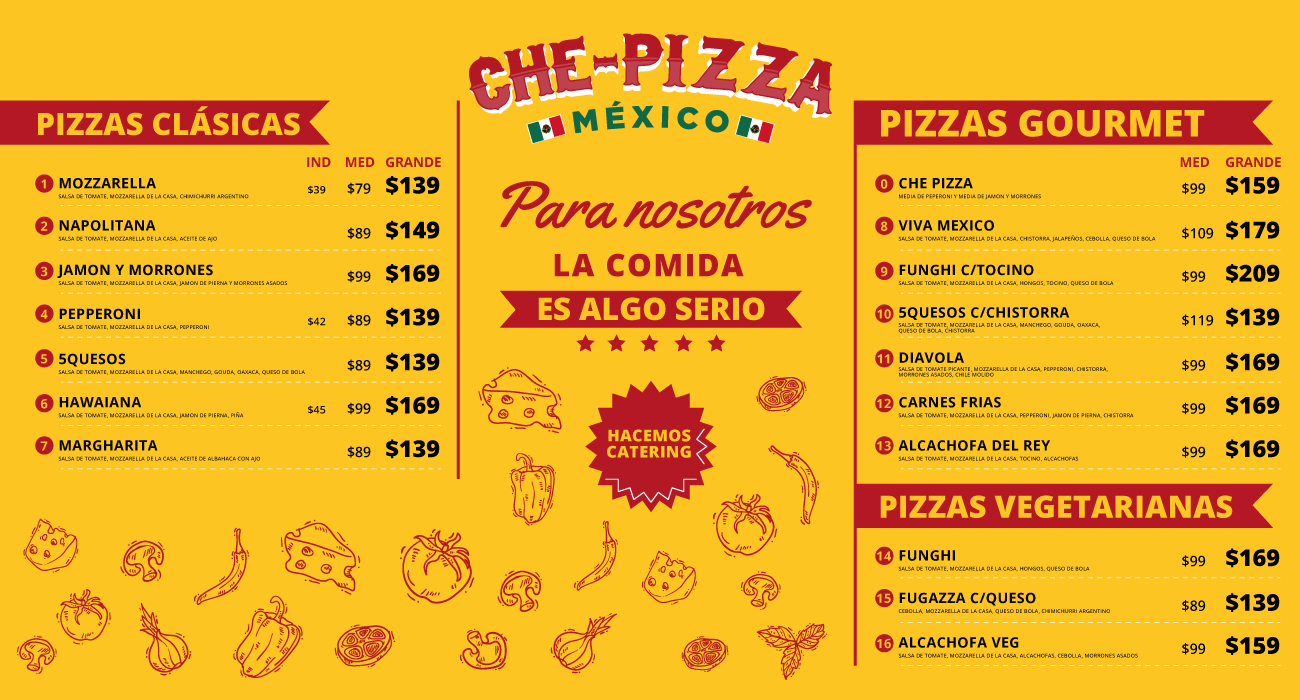 CHE-PIZZA
MÉXICO
PIZZAS CLÁSICAS
IND MED GRANDE
1 MOZZARELLA $39 $79 $139
SALSA DE TOMATE, MOZZARELLA DE LA CASA, CHIMICHURRI ARGENTINO
2 NAPOLITANA $89 $149
SALSA DE TOMATE, MOZZARELLA DE LA CASA, ACEITE DE AJO
3 JAMON Y MORRONES $99 $169
SALSA DE TOMATE, MOZZARELLA DE LA CASA, JAMON DE PIERNA Y MORRONES ASADOS
4 PEPPERONI $42 $89 $139
SALSA DE TOMATE, MOZZARELLA DE LA CASA, PEPPERONI
5 5QUESOS $89 $139
SALSA DE TOMATE, MOZZARELLA DE LA CASA, MANCHEGO, GOUDA, OAXACA, QUESO DE BOLA
6 HAWAIANA $45 $99 $169
SALSA DE TOMATE, MOZZARELLA DE LA CASA, JAMON DE PIERNA, PIÑA
7 MARGHARITA $89 $139
SALSA DE TOMATE, MOZZARELLA DE LA CASA, ACEITE DE ALBAHACA CON AJO
Para nosotros
LA COMIDA
ES ALGO SERIO
HACEMOS
CATERING
PIZZAS GOURMET
MED GRANDE
0 CHE PIZZA $99 $159
MEDIA DE PEPERONI Y MEDIA DE JAMON Y MORRONES
8 VIVA MEXICO $109 $179
SALSA DE TOMATE, MOZZARELLA DE LA CASA, CHISTORRA, JALAPEÑOS, CEBOLLA, QUESO DE BOLA
9 FUNGHI C/TOCINO $99 $209
SALSA DE TOMATE, MOZZARELLA DE LA CASA, HONGOS, TOCINO, QUESO DE BOLA
10 5QUESOS C/CHISTORRA $119 $139
SALSA DE TOMATE, MOZZARELLA DE LA CASA, MANCHEGO, GOUDA, OAXACA,
QUESO DE BOLA, CHISTORRA
11 DIAVOLA $99 $169
SALSA DE TOMATE PICANTE, MOZZARELLA DE LA CASA, PEPPERONI, CHISTORRA,
MORRONES ASADOS, CHILE MOLIDO
12 CARNES FRIAS $99 $169
SALSA DE TOMATE, MOZZARELLA DE LA CASA, PEPPERONI, JAMON DE PIERNA, CHISTORRA
13 ALCACHOFA DEL REY $99 $169
SALSA DE TOMATE, MOZZARELLA DE LA CASA, TOCINO, ALCACHOFAS
PIZZAS VEGETARIANAS
14 FUNGHI $99 $169
SALSA DE TOMATE, MOZZARELLA DE LA CASA, HONGOS, QUESO DE BOLA
15 FUGAZZA C/QUESO $89 $139
CEBOLLA, MOZZARELLA DE LA CASA, QUESO DE BOLA, CHIMICHURRI ARGENTINO
16 ALCACHOFA VEG $99 $159
SALSA DE TOMATE, MOZZARELLA DE LA CASA, ALCACHOFAS, CEBOLLA, MORRONES ASADOS